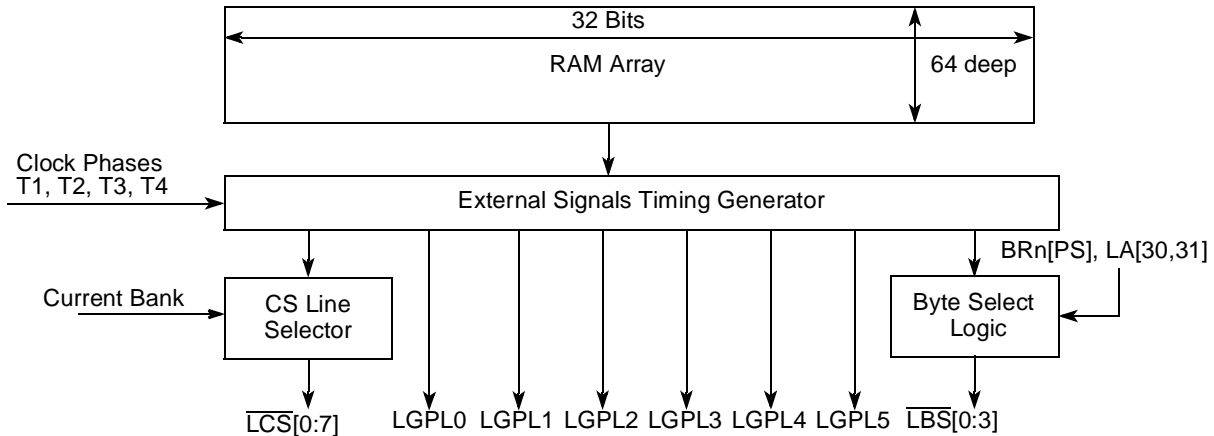 32 Bits
RAM Array
64 deep
Clock Phases
T1, T2, T3, T4
External Signals Timing Generator
BRn[PS], LA[30,31]
Current Bank
CS Line
Selector
Byte Select
Logic
L̅C̅S̅[0:7]
LGPL0
LGPL1
LGPL2
LGPL3
LGPL4
LGPL5
L̅B̅S̅[0:3]